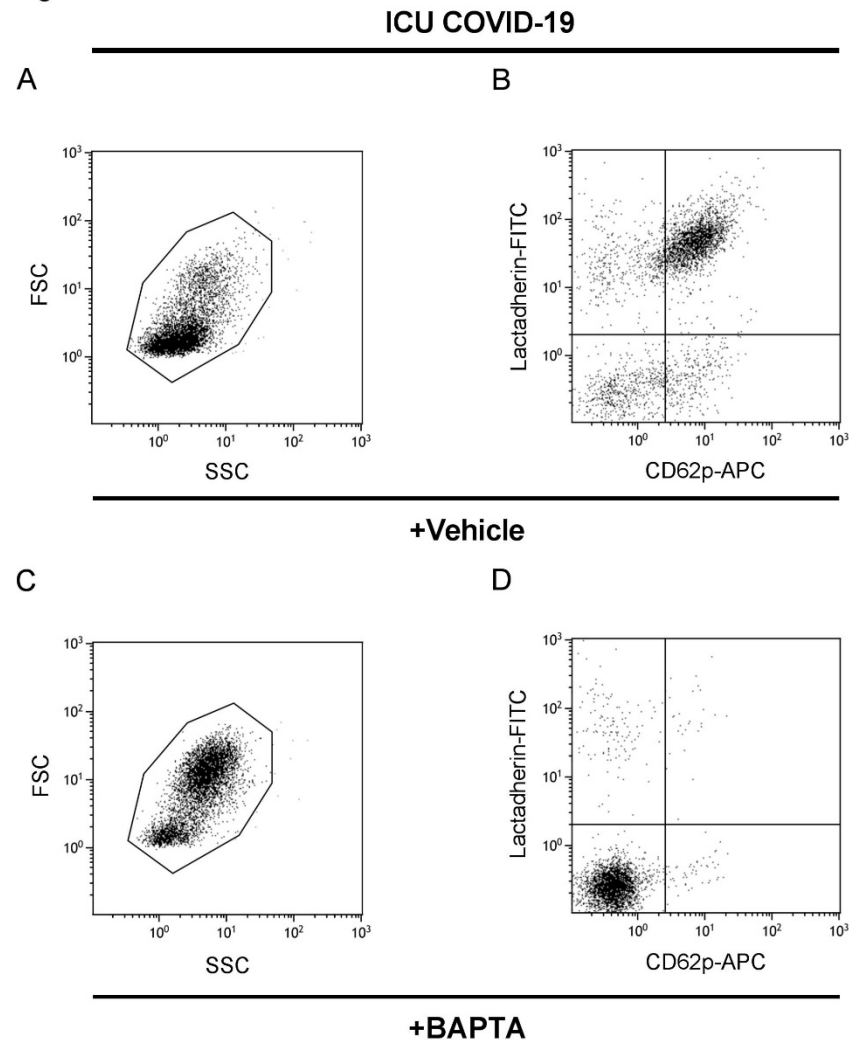 ICU COVID-19
A
B
10³
10²
10¹
10⁰
FSC
10⁰ 10¹ 10² 10³
SSC
10³
10²
10¹
10⁰
Lactadherin-FITC
10⁰ 10¹ 10² 10³
CD62p-APC
+Vehicle
C
D
10³
10²
10¹
10⁰
FSC
10⁰ 10¹ 10² 10³
SSC
10³
10²
10¹
10⁰
Lactadherin-FITC
10⁰ 10¹ 10² 10³
CD62p-APC
+BAPTA